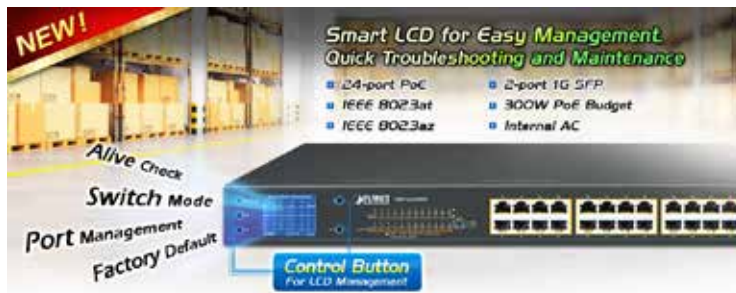 NEW!
Smart LCD for Easy Management.
Quick Troubleshooting and Maintenance
24-port PoE
2-port 1G SFP
IEEE 802.3at
300W PoE Budget
IEEE 802.3az
Internal AC
Alive Check
Switch Mode
Port Management
Factory Default
PLANET
Control Button
For LCD Management